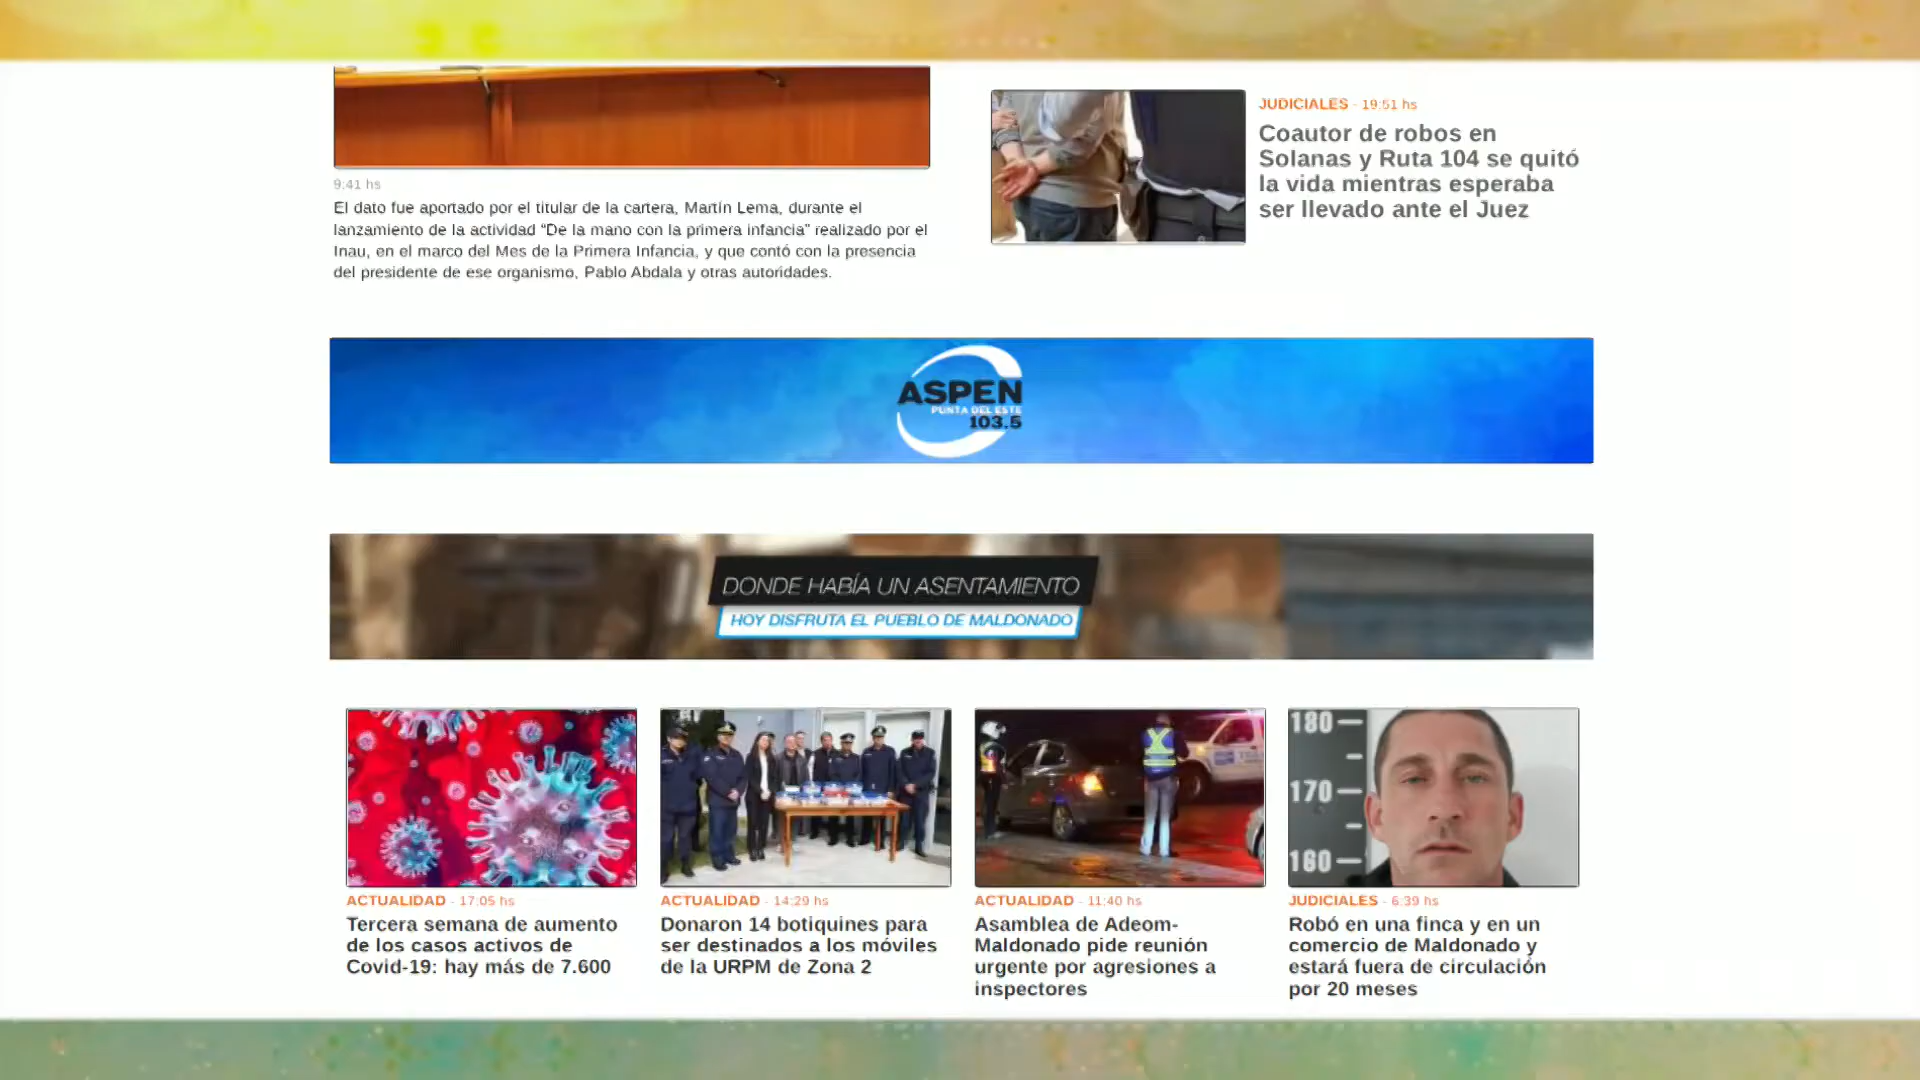 9:41 hs
El dato fue aportado por el titular de la cartera, Martín Lema, durante el
lanzamiento de la actividad “De la mano con la primera infancia” realizado por el
Inau, en el marco del Mes de la Primera Infancia, y que contó con la presencia
del presidente de ese organismo, Pablo Abdala y otras autoridades.
JUDICIALES - 19:51 hs
Coautor de robos en
Solanas y Ruta 104 se quitó
la vida mientras esperaba
ser llevado ante el Juez
ASPEN
PUNTA DEL ESTE
103.5
DONDE HABÍA UN ASENTAMIENTO
HOY DISFRUTA EL PUEBLO DE MALDONADO
ACTUALIDAD - 17:05 hs
Tercera semana de aumento
de los casos activos de
Covid-19: hay más de 7.600
ACTUALIDAD - 14:29 hs
Donaron 14 botiquines para
ser destinados a los móviles
de la URPM de Zona 2
ACTUALIDAD - 11:40 hs
Asamblea de Adeom-
Maldonado pide reunión
urgente por agresiones a
inspectores
180
170
160
JUDICIALES - 6:39 hs
Robó en una finca y en un
comercio de Maldonado y
estará fuera de circulación
por 20 meses